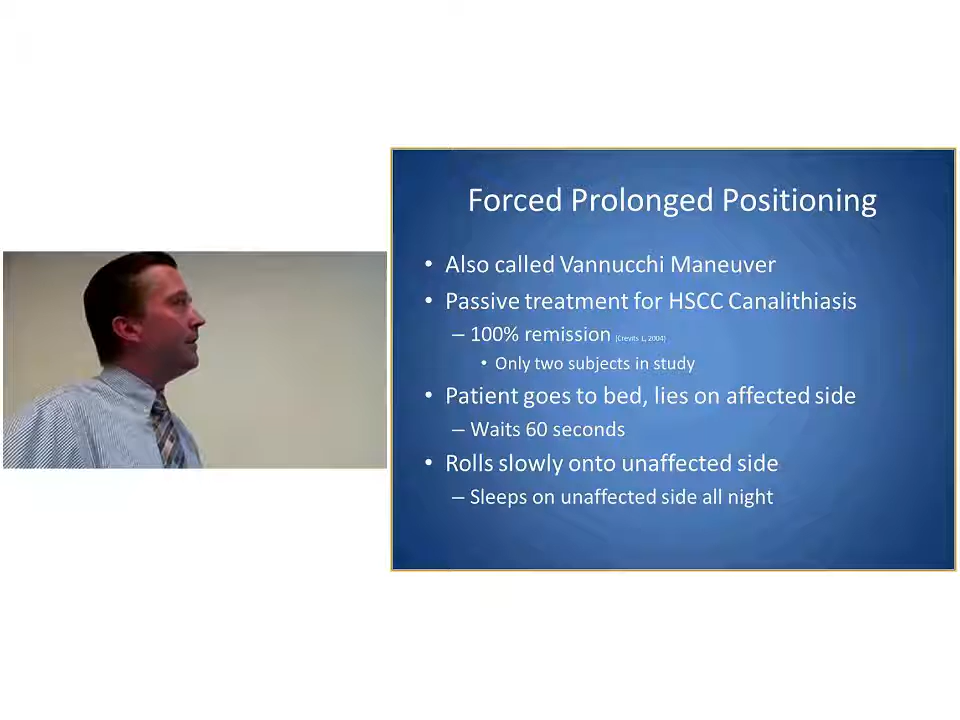 Forced Prolonged Positioning
• Also called Vannucchi Maneuver
• Passive treatment for HSCC Canalithiasis
– 100% remission (Crevits L, 2004)
• Only two subjects in study
• Patient goes to bed, lies on affected side
– Waits 60 seconds
• Rolls slowly onto unaffected side
– Sleeps on unaffected side all night